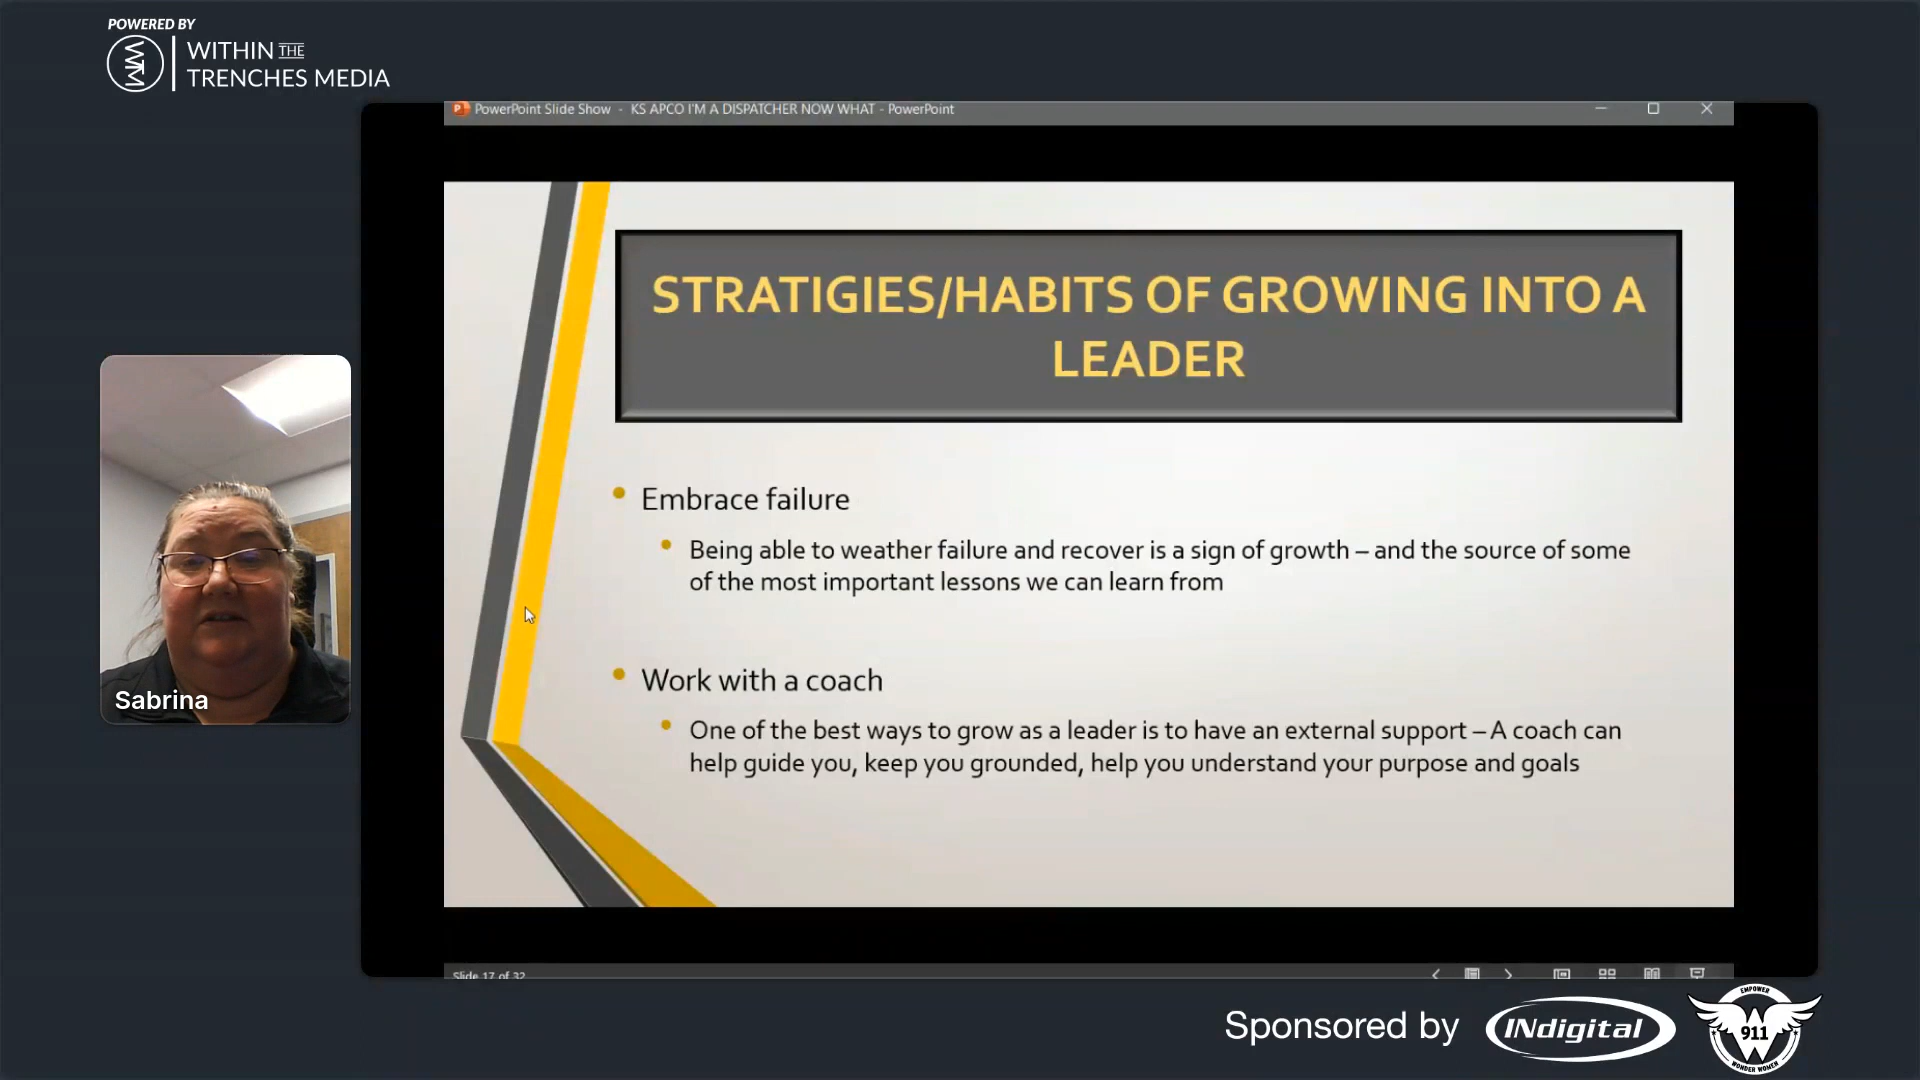 POWERED BY
WTM
WITHIN THE
TRENCHES MEDIA
PowerPoint Slide Show - KS APCO I'M A DISPATCHER NOW WHAT - PowerPoint
STRATIGIES/HABITS OF GROWING INTO A
LEADER
• Embrace failure
• Being able to weather failure and recover is a sign of growth – and the source of some
of the most important lessons we can learn from
• Work with a coach
• One of the best ways to grow as a leader is to have an external support – A coach can
help guide you, keep you grounded, help you understand your purpose and goals
Sabrina
Slide 17 of 32
Sponsored by
INdigital
EMPOWER
W
911
WONDER WOMEN